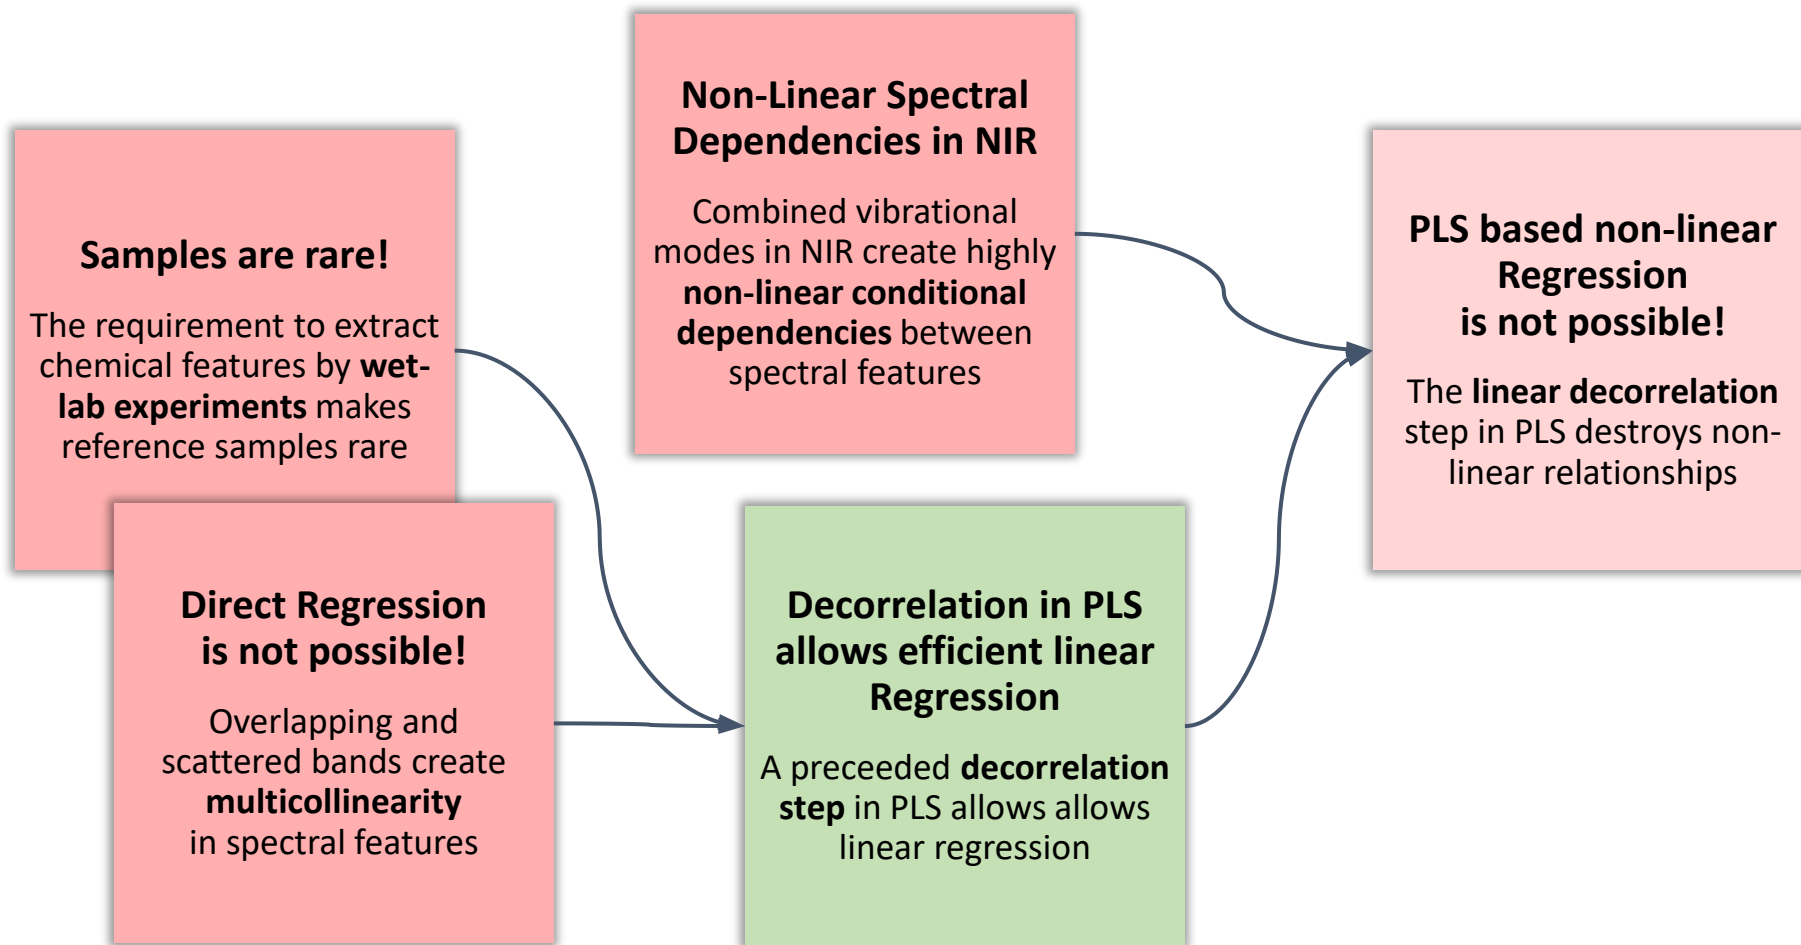 Samples are rare!
The requirement to extract
chemical features by wet-
lab experiments makes
reference samples rare
Direct Regression
is not possible!
Overlapping and
scattered bands create
multicollinearity
in spectral features
Non-Linear Spectral
Dependencies in NIR
Combined vibrational
modes in NIR create highly
non-linear conditional
dependencies between
spectral features
Decorrelation in PLS
allows efficient linear
Regression
A preceeded decorrelation
step in PLS allows allows
linear regression
PLS based non-linear
Regression
is not possible!
The linear decorrelation
step in PLS destroys non-
linear relationships